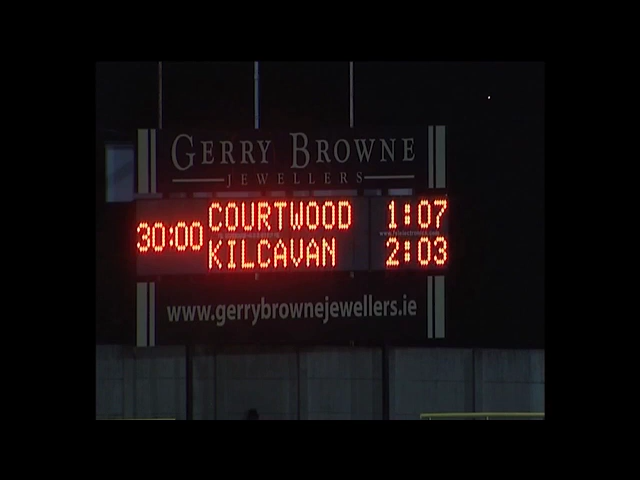 GERRY BROWNE
JEWELLERS
30:00 COURTWOOD 1:07
KILCAVAN 2:03
www.gerrybrownejewellers.ie